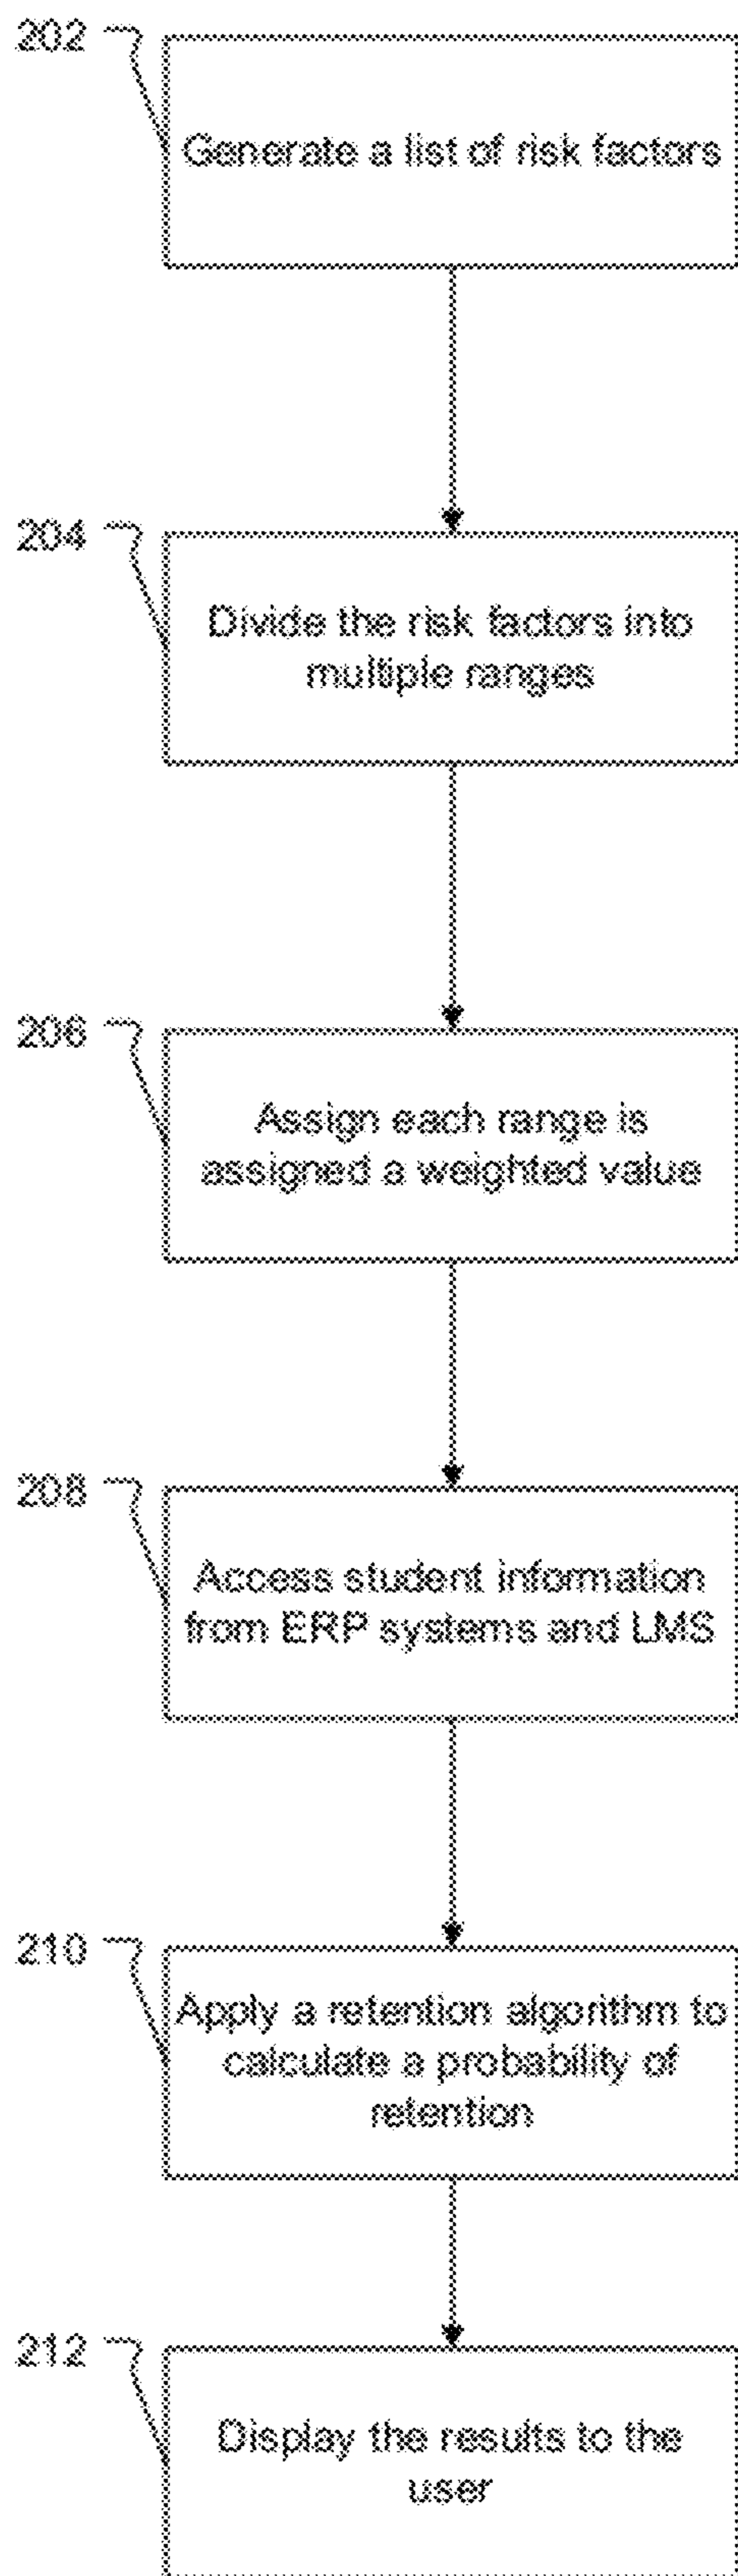 202
Generate a list of risk factors
204
Divide the risk factors into
multiple ranges
206
Assign each range is
assigned a weighted value
208
Access student information
from ERP systems and LMS
210
Apply a retention algorithm to
calculate a probability of
retention
212
Display the results to the
user